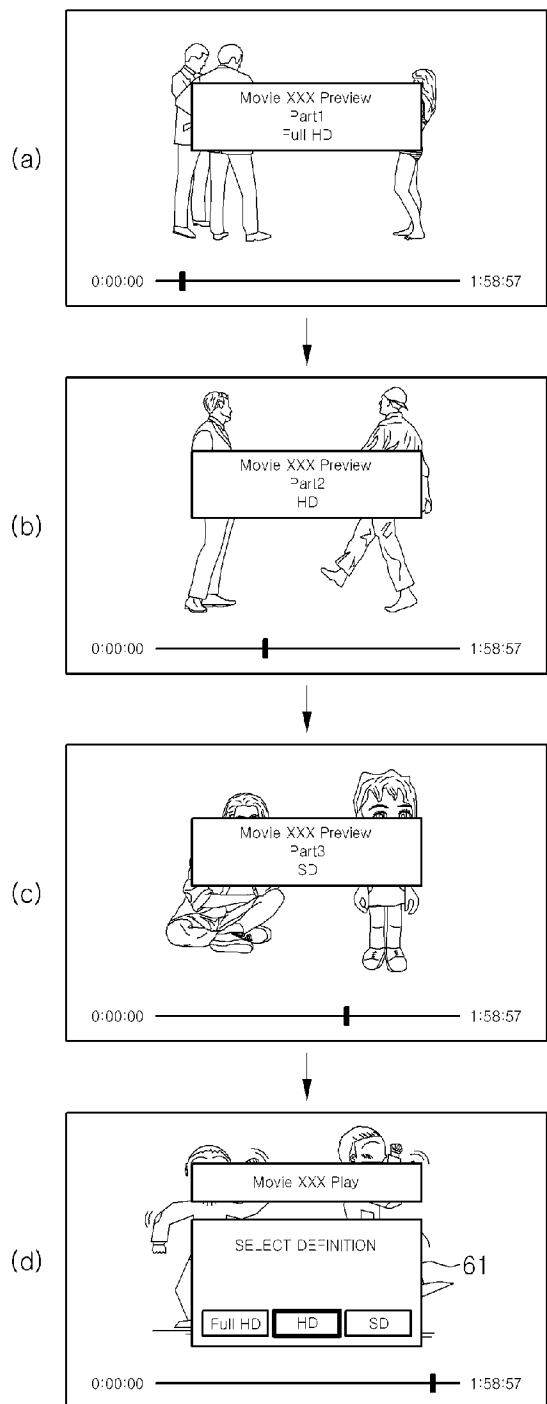 (a)
Movie XXX Preview
Part1
Full HD
0:00:00
1:58:57
(b)
Movie XXX Preview
Part2
HD
0:00:00
1:58:57
(c)
Movie XXX Preview
Part3
SD
0:00:00
1:58:57
(d)
Movie XXX Play
SELECT DEFINITION
61
Full HD
HD
SD
0:00:00
1:58:57